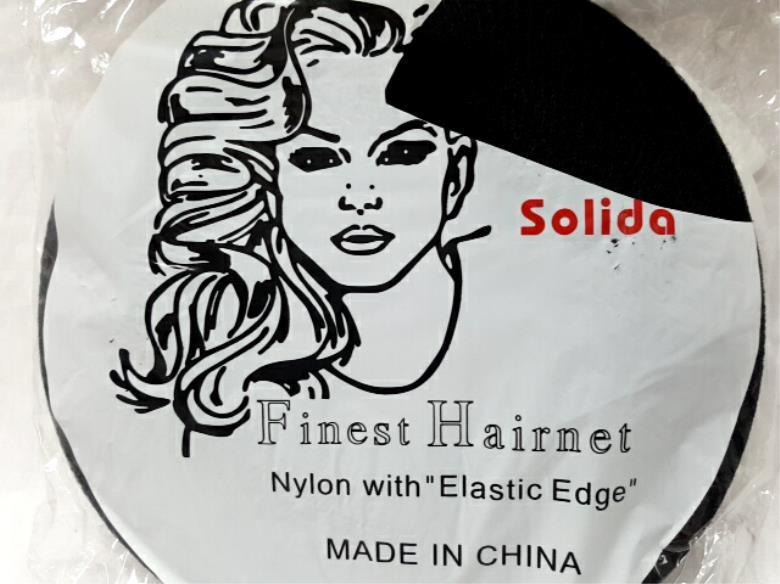 Solida
Finest Hairnet
Nylon with "Elastic Edge"
MADE IN CHINA